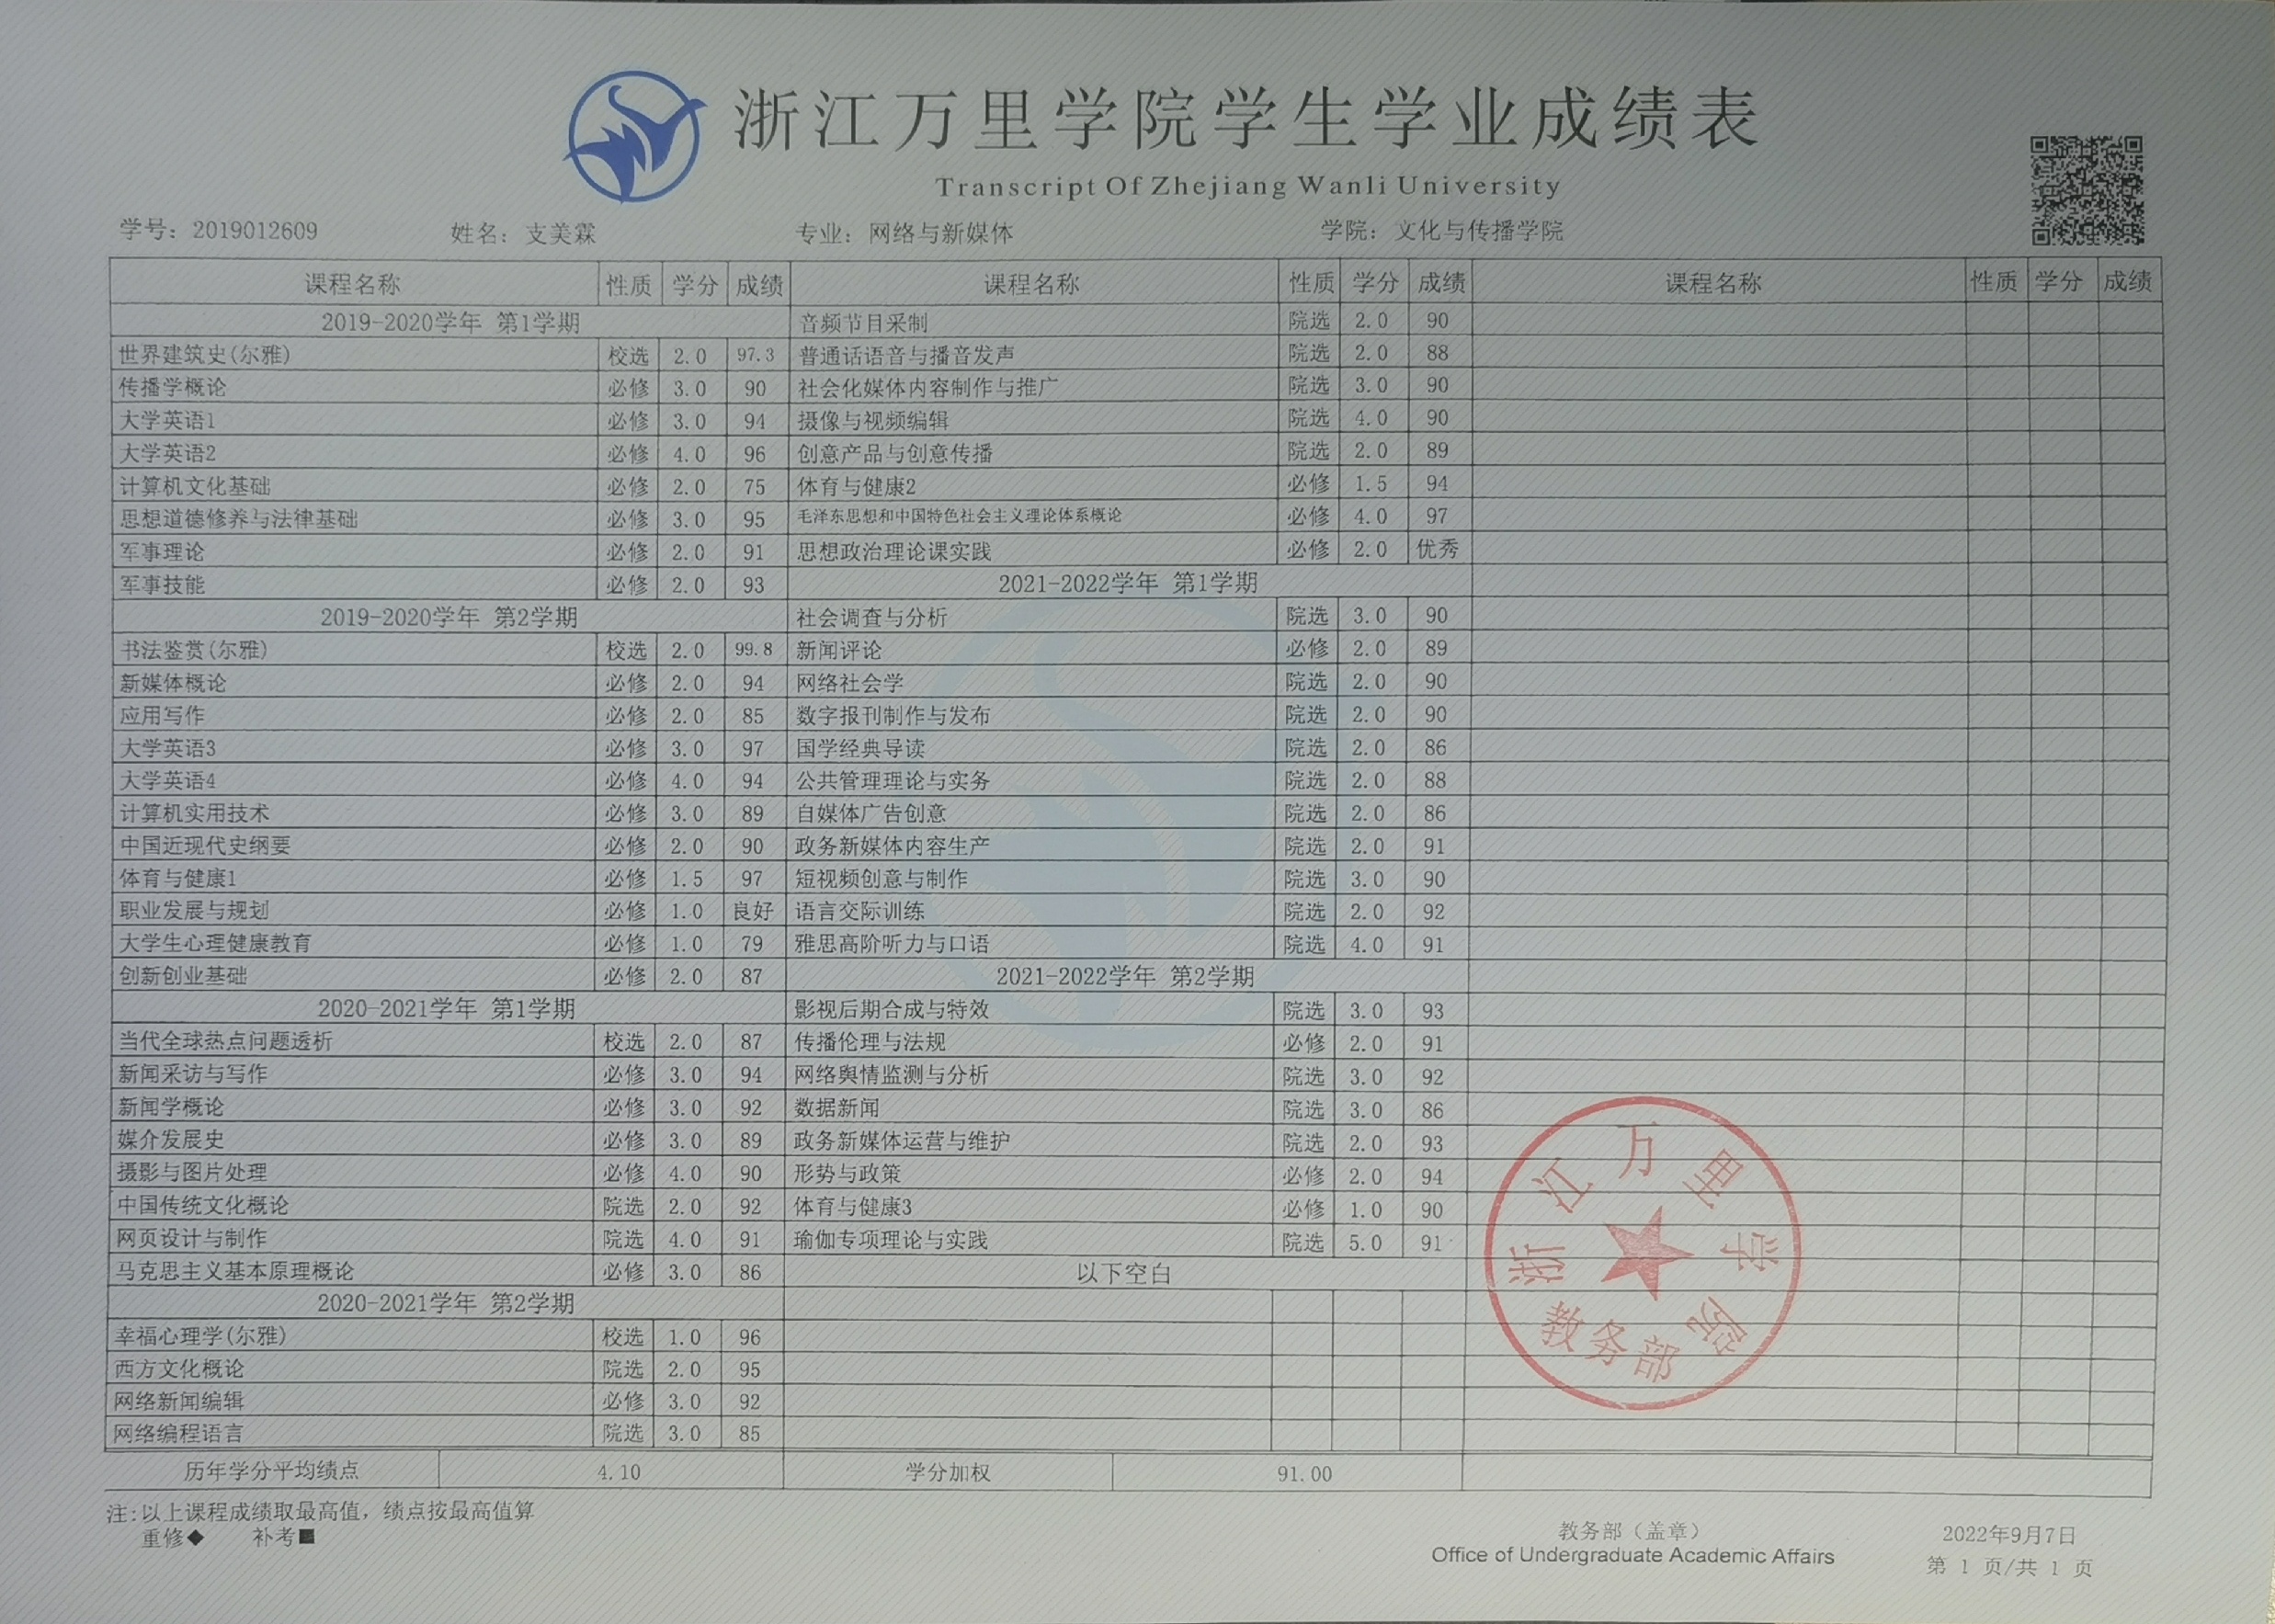 浙江万里学院学生学业成绩表
Transcript Of Zhejiang Wanli University
学号：2019012609 姓名：支美霖 专业：网络与新媒体 学院：文化与传播学院
课程名称 性质 学分 成绩 课程名称 性质 学分 成绩 课程名称 性质 学分 成绩
2019-2020学年 第1学期
世界建筑史(尔雅) 校选 2.0 97.3
传播学概论 必修 3.0 90
大学英语1 必修 3.0 94
大学英语2 必修 4.0 96
计算机文化基础 必修 2.0 75
思想道德修养与法律基础 必修 3.0 95
军事理论 必修 2.0 91
军事技能 必修 2.0 93
2019-2020学年 第2学期
书法鉴赏(尔雅) 校选 2.0 99.8
新媒体概论 必修 2.0 94
应用写作 必修 2.0 85
大学英语3 必修 3.0 97
大学英语4 必修 4.0 94
计算机实用技术 必修 3.0 89
中国近现代史纲要 必修 2.0 90
体育与健康1 必修 1.5 97
职业发展与规划 必修 1.0 良好
大学生心理健康教育 必修 1.0 79
创新创业基础 必修 2.0 87
2020-2021学年 第1学期
当代全球热点问题透析 校选 2.0 87
新闻采访与写作 必修 3.0 94
新闻学概论 必修 3.0 92
媒介发展史 必修 3.0 89
摄影与图片处理 必修 4.0 90
中国传统文化概论 院选 2.0 92
网页设计与制作 院选 4.0 91
马克思主义基本原理概论 必修 3.0 86
2020-2021学年 第2学期
幸福心理学(尔雅) 校选 1.0 96
西方文化概论 院选 2.0 95
网络新闻编辑 必修 3.0 92
网络编程语言 院选 3.0 85
音频节目采制 院选 2.0 90
普通话语音与播音发声 院选 2.0 88
社会化媒体内容制作与推广 院选 3.0 90
摄像与视频编辑 院选 4.0 90
创意产品与创意传播 院选 2.0 89
体育与健康2 必修 1.5 94
毛泽东思想和中国特色社会主义理论体系概论 必修 4.0 97
思想政治理论课实践 必修 2.0 优秀
2021-2022学年 第1学期
社会调查与分析 院选 3.0 90
新闻评论 必修 2.0 89
网络社会学 院选 2.0 90
数字报刊制作与发布 院选 2.0 90
国学经典导读 院选 2.0 86
公共管理理论与实务 院选 2.0 88
自媒体广告创意 院选 2.0 86
政务新媒体内容生产 院选 2.0 91
短视频创意与制作 院选 3.0 90
语言交际训练 院选 2.0 92
雅思高阶听力与口语 院选 4.0 91
2021-2022学年 第2学期
影视后期合成与特效 院选 3.0 93
传播伦理与法规 必修 2.0 91
网络舆情监测与分析 院选 3.0 92
数据新闻 院选 3.0 86
政务新媒体运营与维护 院选 2.0 93
形势与政策 必修 2.0 94
体育与健康3 必修 1.0 90
瑜伽专项理论与实践 院选 5.0 91
以下空白
浙江万里学院
教务部
历年学分平均绩点 4.10 学分加权 91.00
注:以上课程成绩取最高值，绩点按最高值算
重修◆ 补考■
教务部（盖章）
Office of Undergraduate Academic Affairs
2022年9月7日
第 1 页/共 1 页